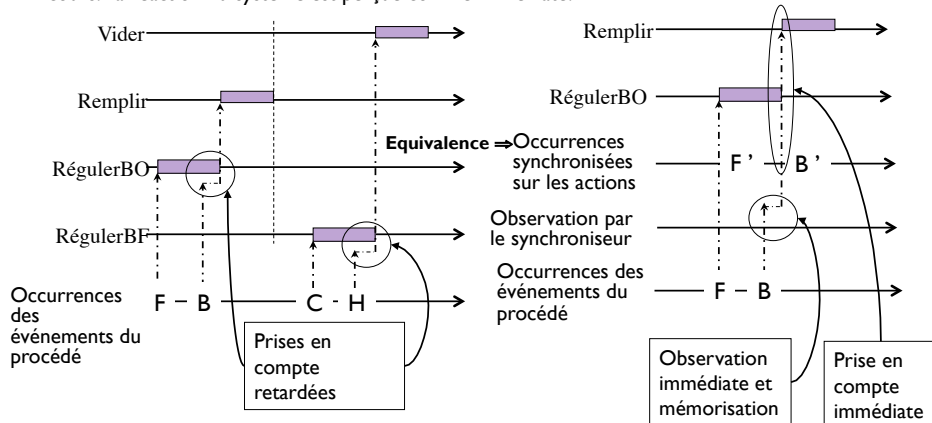 Vider
Remplir
RégulerBO
RégulerBF
Occurrences
des
événements du
procédé
F – B
C – H
Prises en
compte
retardées
Remplir
RégulerBO
Equivalence ⇒ Occurrences
synchronisées
sur les actions
F ' – B '
Observation par
le synchroniseur
Occurrences des
événements du
procédé
F – B
Observation
immédiate et
mémorisation
Prise en
compte
immédiate